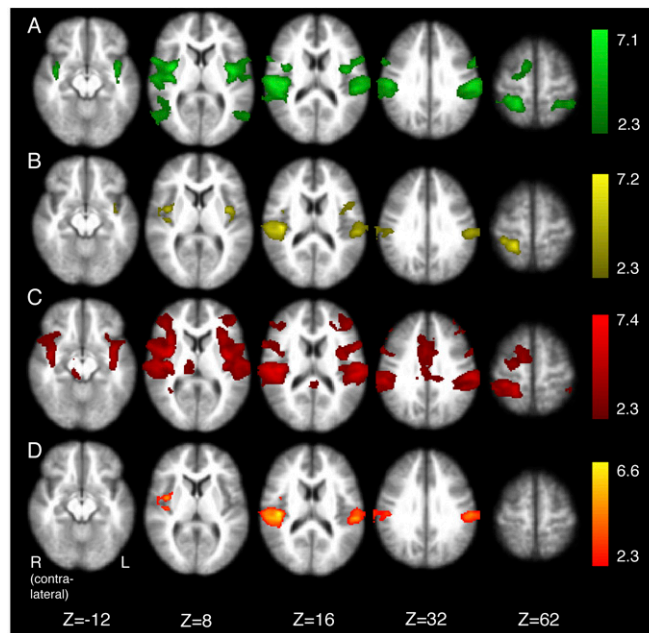 A
7.1
2.3
B
7.2
2.3
C
7.4
2.3
D
6.6
2.3
R
L
(contra-
lateral)
Z=-12
Z=8
Z=16
Z=32
Z=62